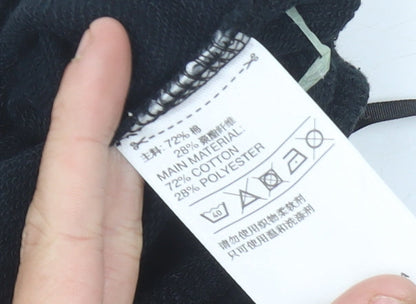 主料: 72% 棉
28% 聚酯纤维
MAIN MATERIAL:
72% COTTON
28% POLYESTER
40
请勿使用织物柔软剂
只可使用温和洗涤剂